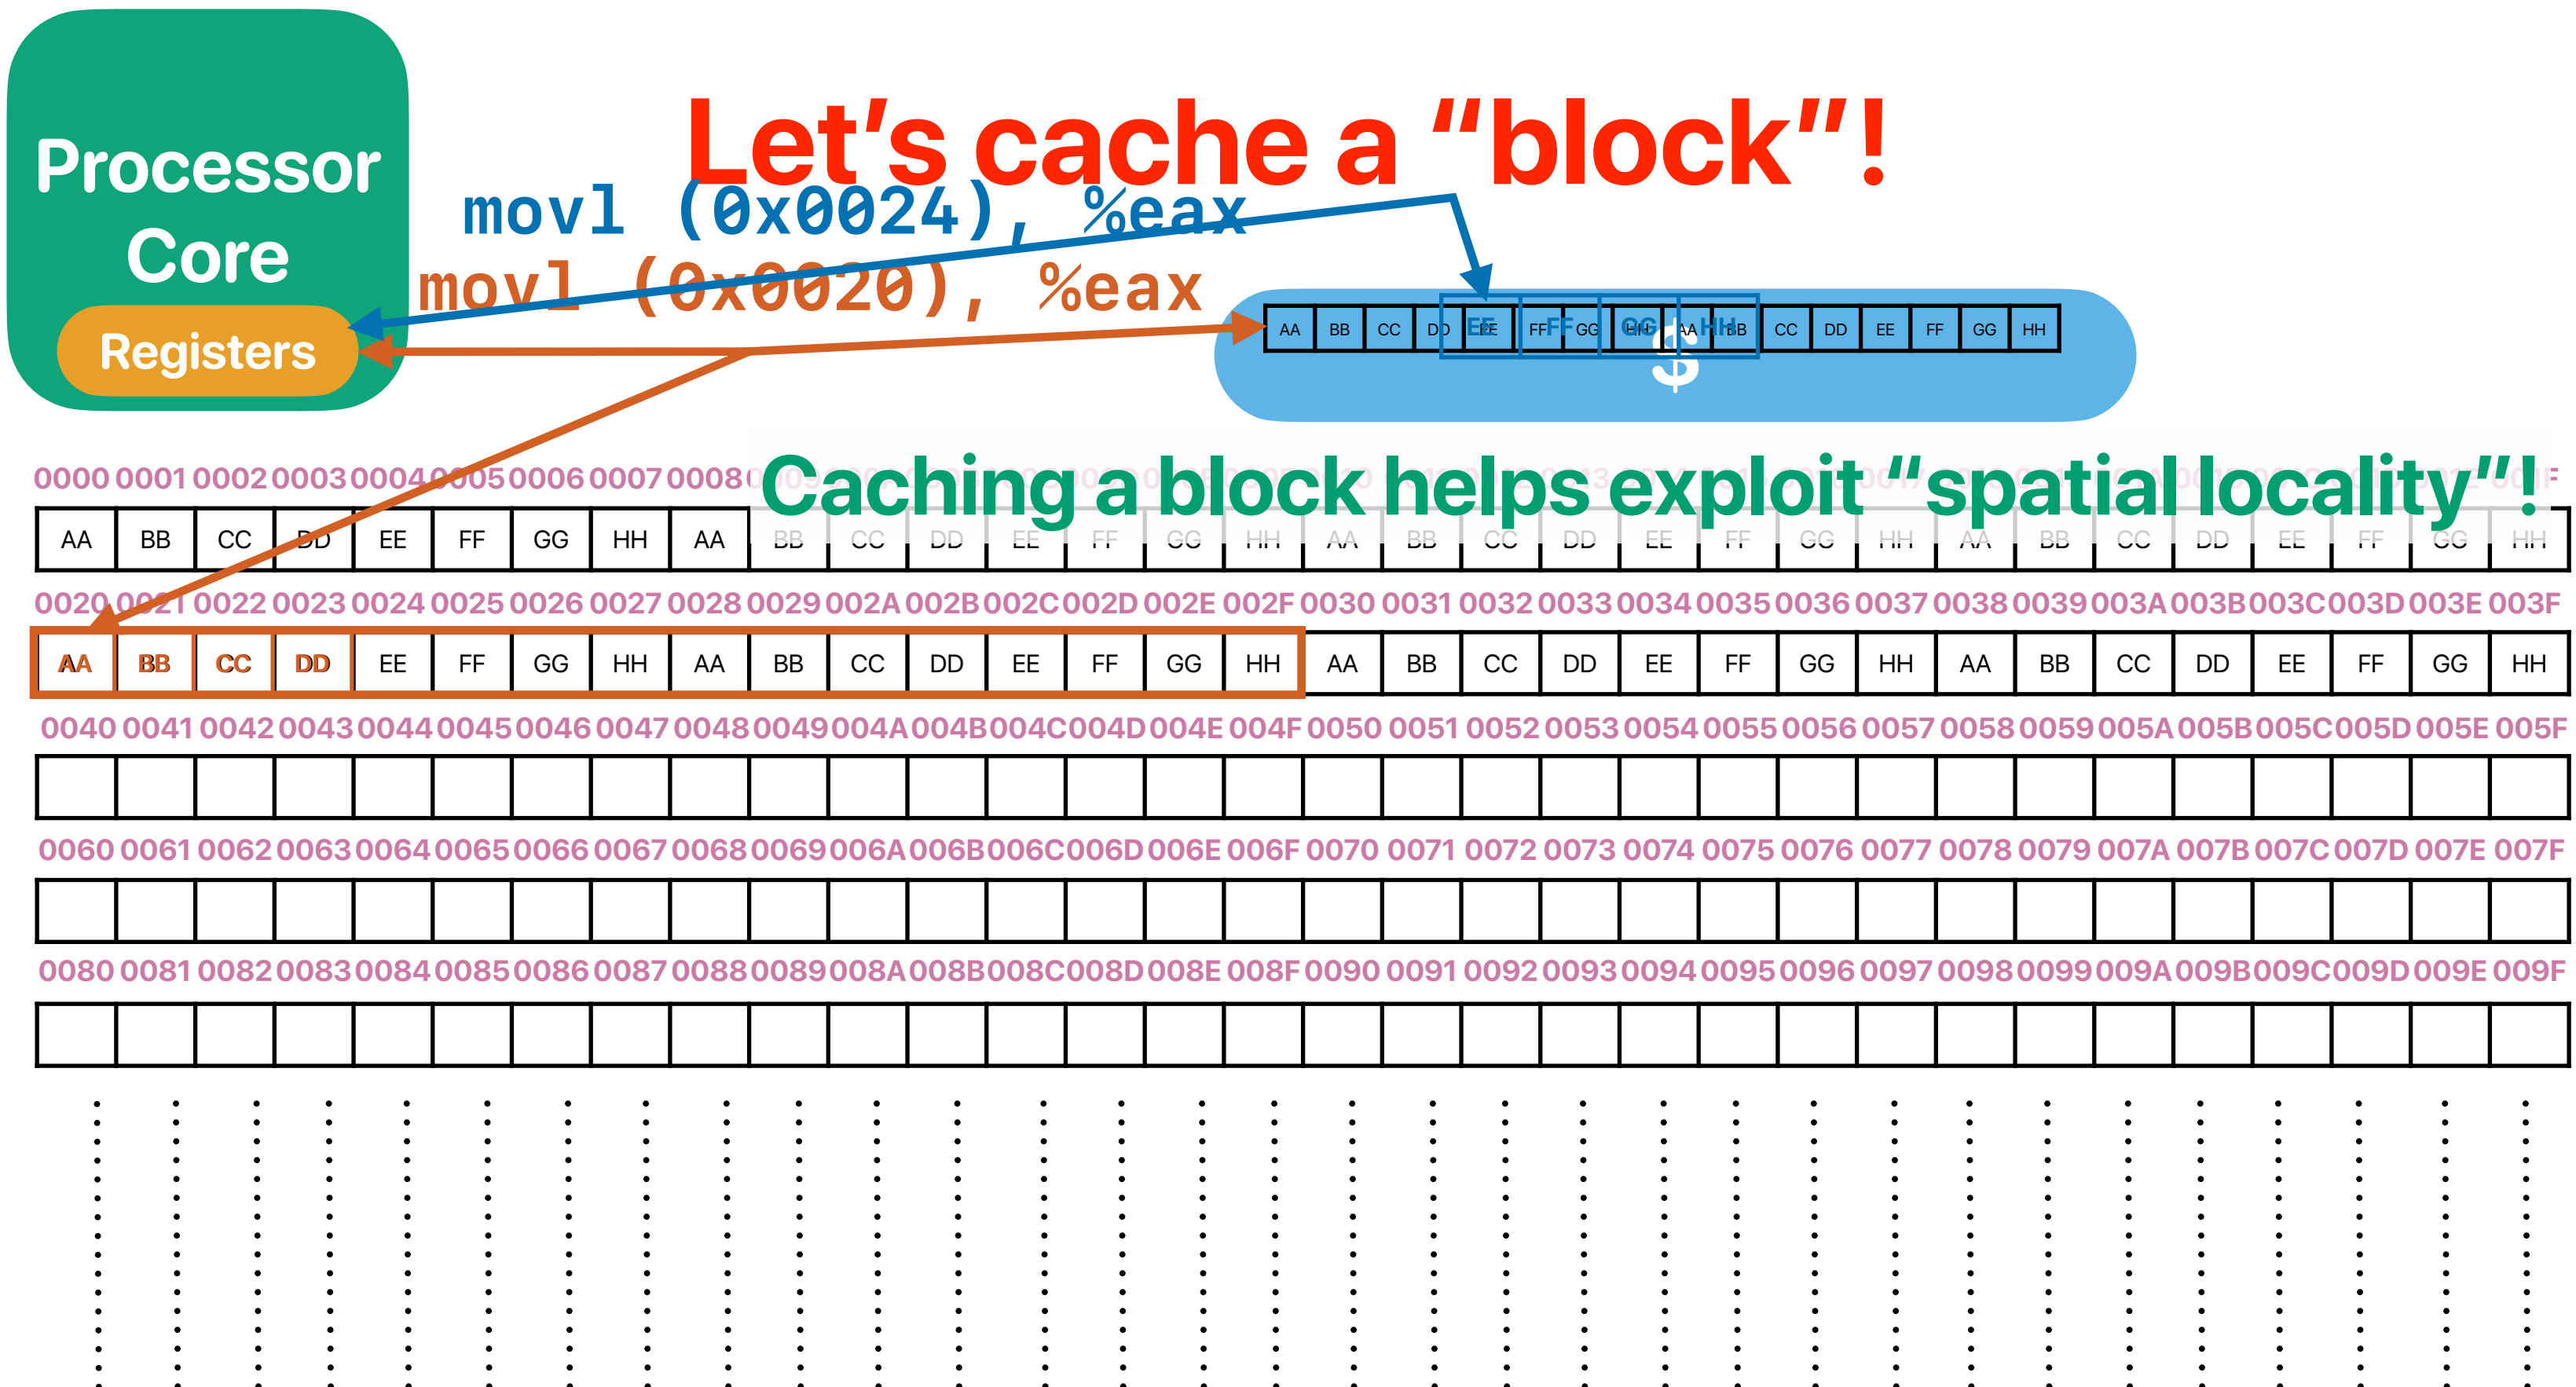 Let’s cache a “block”!
Processor
Core
Registers
movl (0x0024), %eax
movl (0x0020), %eax
AA BB CC DD EE FF GG HH AA BB CC DD EE FF GG HH
EE FF GG HH
$
Caching a block helps exploit “spatial locality”!
0000 0001 0002 0003 0004 0005 0006 0007 0008
AA BB CC DD EE FF GG HH AA BB CC DD EE FF GG HH AA BB CC DD EE FF GG HH AA BB CC DD EE FF GG HH
0020 0021 0022 0023 0024 0025 0026 0027 0028 0029 002A 002B 002C 002D 002E 002F 0030 0031 0032 0033 0034 0035 0036 0037 0038 0039 003A 003B 003C 003D 003E 003F
AA BB CC DD EE FF GG HH AA BB CC DD EE FF GG HH AA BB CC DD EE FF GG HH AA BB CC DD EE FF GG HH
0040 0041 0042 0043 0044 0045 0046 0047 0048 0049 004A 004B 004C 004D 004E 004F 0050 0051 0052 0053 0054 0055 0056 0057 0058 0059 005A 005B 005C 005D 005E 005F
0060 0061 0062 0063 0064 0065 0066 0067 0068 0069 006A 006B 006C 006D 006E 006F 0070 0071 0072 0073 0074 0075 0076 0077 0078 0079 007A 007B 007C 007D 007E 007F
0080 0081 0082 0083 0084 0085 0086 0087 0088 0089 008A 008B 008C 008D 008E 008F 0090 0091 0092 0093 0094 0095 0096 0097 0098 0099 009A 009B 009C 009D 009E 009F